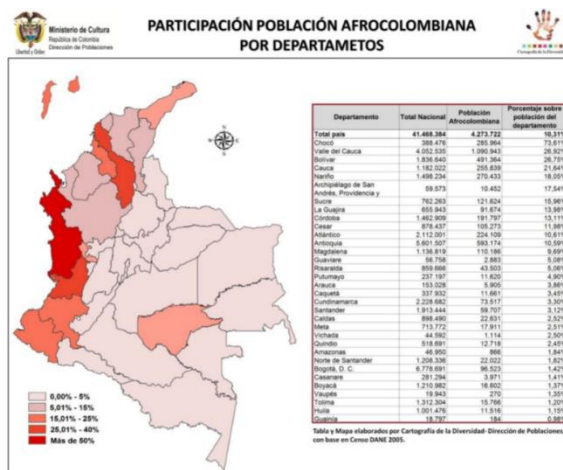 Ministerio de Cultura
República de Colombia
Dirección de Poblaciones
Libertad y Orden
PARTICIPACIÓN POBLACIÓN AFROCOLOMBIANA
POR DEPARTAMETOS
Cartografía de la Diversidad
Departamento Total Nacional Población Afrocolombiana Porcentaje sobre población del departamento
Total país 41.468.384 4.273.722 10,31%
Chocó 388.476 285.964 73,61%
Valle del Cauca 4.052.535 1.090.943 26,92%
Bolívar 1.836.640 491.364 26,75%
Cauca 1.182.022 255.839 21,64%
Nariño 1.498.234 270.433 18,05%
Archipiélago de San Andrés, Providencia y 59.573 10.452 17,54%
Sucre 762.263 121.624 15,96%
La Guajira 655.943 91.674 13,98%
Córdoba 1.462.909 191.797 13,11%
Cesar 878.437 105.273 11,98%
Atlántico 2.112.001 224.109 10,61%
Antioquia 5.601.507 593.174 10,59%
Magdalena 1.136.819 110.186 9,69%
Guaviare 56.758 2.883 5,08%
Risaralda 859.666 43.503 5,06%
Putumayo 237.197 11.620 4,90%
Arauca 153.028 5.905 3,86%
Caquetá 337.932 11.661 3,45%
Cundinamarca 2.228.682 73.517 3,30%
Santander 1.913.444 59.707 3,12%
Caldas 898.490 22.631 2,52%
Meta 713.772 17.911 2,51%
Vichada 44.592 1.114 2,50%
Quindío 518.691 12.718 2,45%
Amazonas 46.950 866 1,84%
Norte de Santander 1.208.336 22.022 1,82%
Bogotá, D. C. 6.778.691 96.523 1,42%
Casanare 281.294 3.971 1,41%
Boyacá 1.210.982 16.602 1,37%
Vaupés 19.943 270 1,35%
Tolima 1.312.304 15.766 1,20%
Huila 1.001.476 11.516 1,15%
Guainía 18.797 184 0,98%
0,00% - 5%
5,01% - 15%
15,01% - 25%
25,01% - 40%
Más de 50%
Tabla y Mapa elaborados por Cartografía de la Diversidad- Dirección de Poblaciones,
con base en Censo DANE 2005.